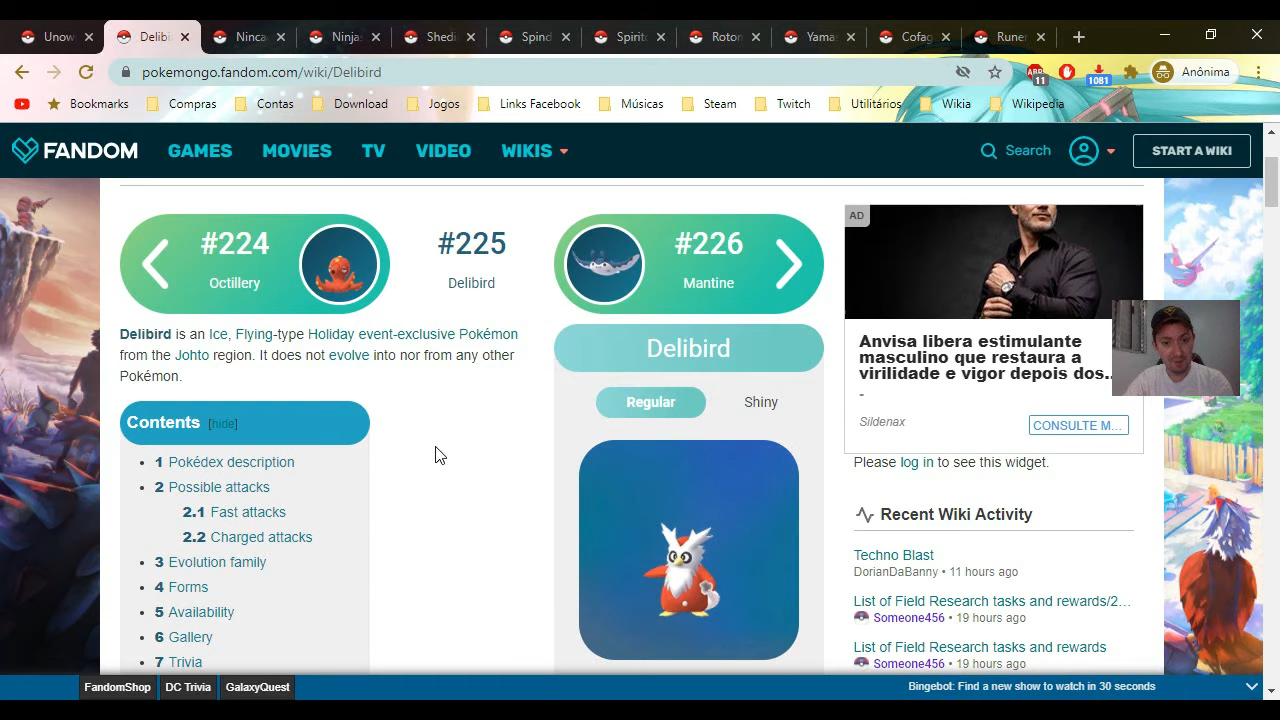 Unow
Delibi
Ninca
Ninja
Shedi
Spind
Spirit
Roton
Yama
Cofag
Runer
pokemongo.fandom.com/wiki/Delibird
ABP
11
1081
Anônima
Bookmarks
Compras
Contas
Download
Jogos
Links Facebook
Músicas
Stem
Twitch
Utilitários
Wikia
Wikipedia
FANDOM
GAMES
MOVIES
TV
VIDEO
WIKIS
Search
START A WIKI
#224
Octillery
#225
Delibird
#226
Mantine
Delibird is an Ice, Flying-type Holiday event-exclusive Pokémon
from the Johto region. It does not evolve into nor from any other
Pokémon.
Contents [hide]
1 Pokédex description
2 Possible attacks
2.1 Fast attacks
2.2 Charged attacks
3 Evolution family
4 Forms
5 Availability
6 Gallery
7 Trivia
Delibird
Regular
Shiny
AD
Anvisa libera estimulante
masculino que restaura a
virilidade e vigor depois dos..
-
Sildenax
CONSULTE M...
Please log in to see this widget.
Recent Wiki Activity
Techno Blast
DorianDaBanny • 11 hours ago
List of Field Research tasks and rewards/2...
Someone456 • 19 hours ago
List of Field Research tasks and rewards
Someone456 • 19 hours ago
FandomShop
DC Trivia
GalaxyQuest
Bingebot: Find a new show to watch in 30 seconds